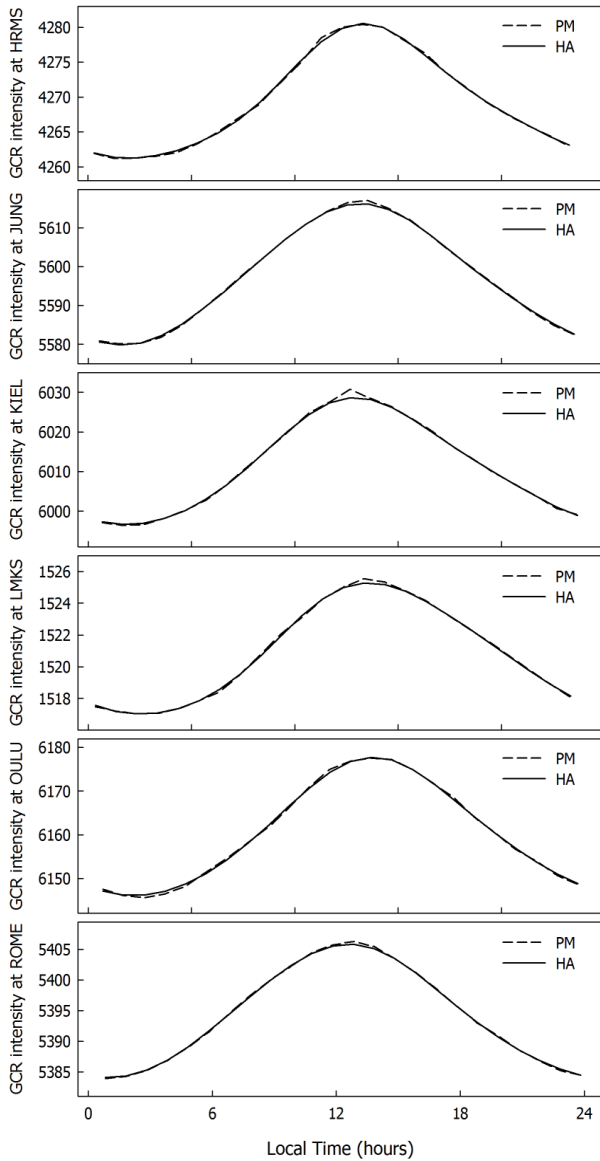 GCR intensity at HRMS
4280
4275
4270
4265
4260
PM
HA
GCR intensity at JUNG
5610
5600
5590
5580
PM
HA
GCR intensity at KIEL
6030
6020
6010
6000
PM
HA
GCR intensity at LMKS
1526
1524
1522
1520
1518
PM
HA
GCR intensity at OULU
6180
6170
6160
6150
PM
HA
GCR intensity at ROME
5405
5400
5395
5390
5385
PM
HA
0 6 12 18 24
Local Time (hours)